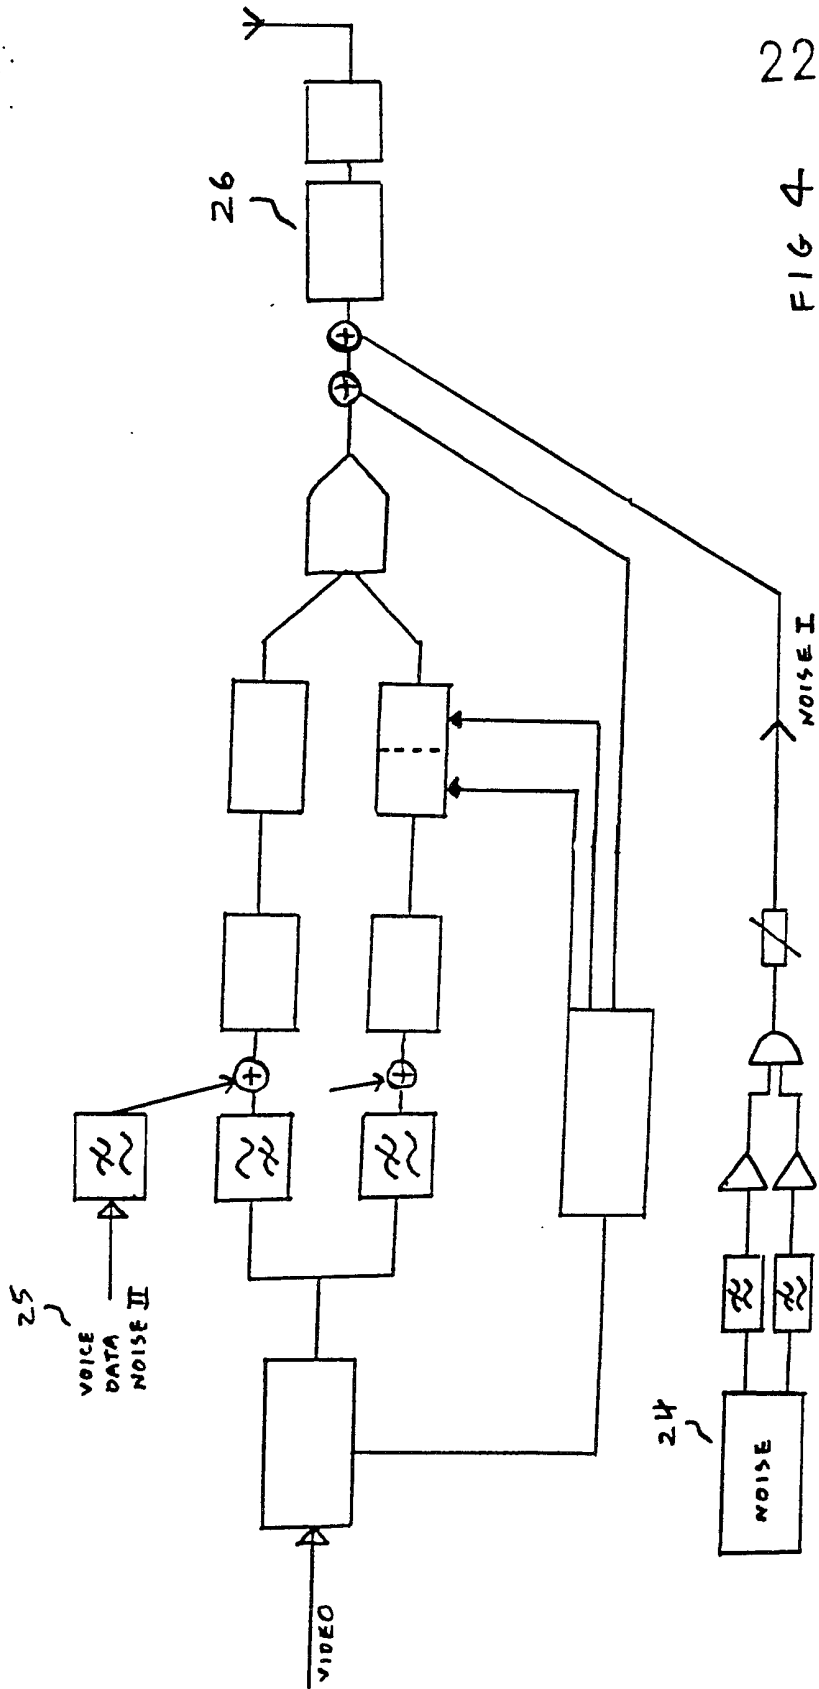 22
FIG 4
26
25
VOICE
DATA
NOISE II
VIDEO
24
NOISE
NOISE I